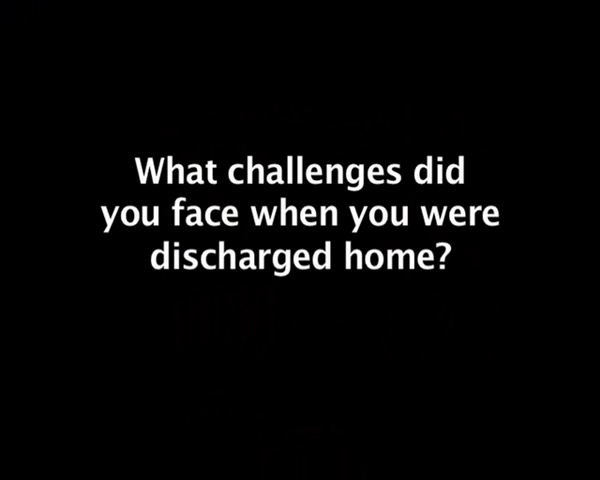 What challenges did
you face when you were
discharged home?